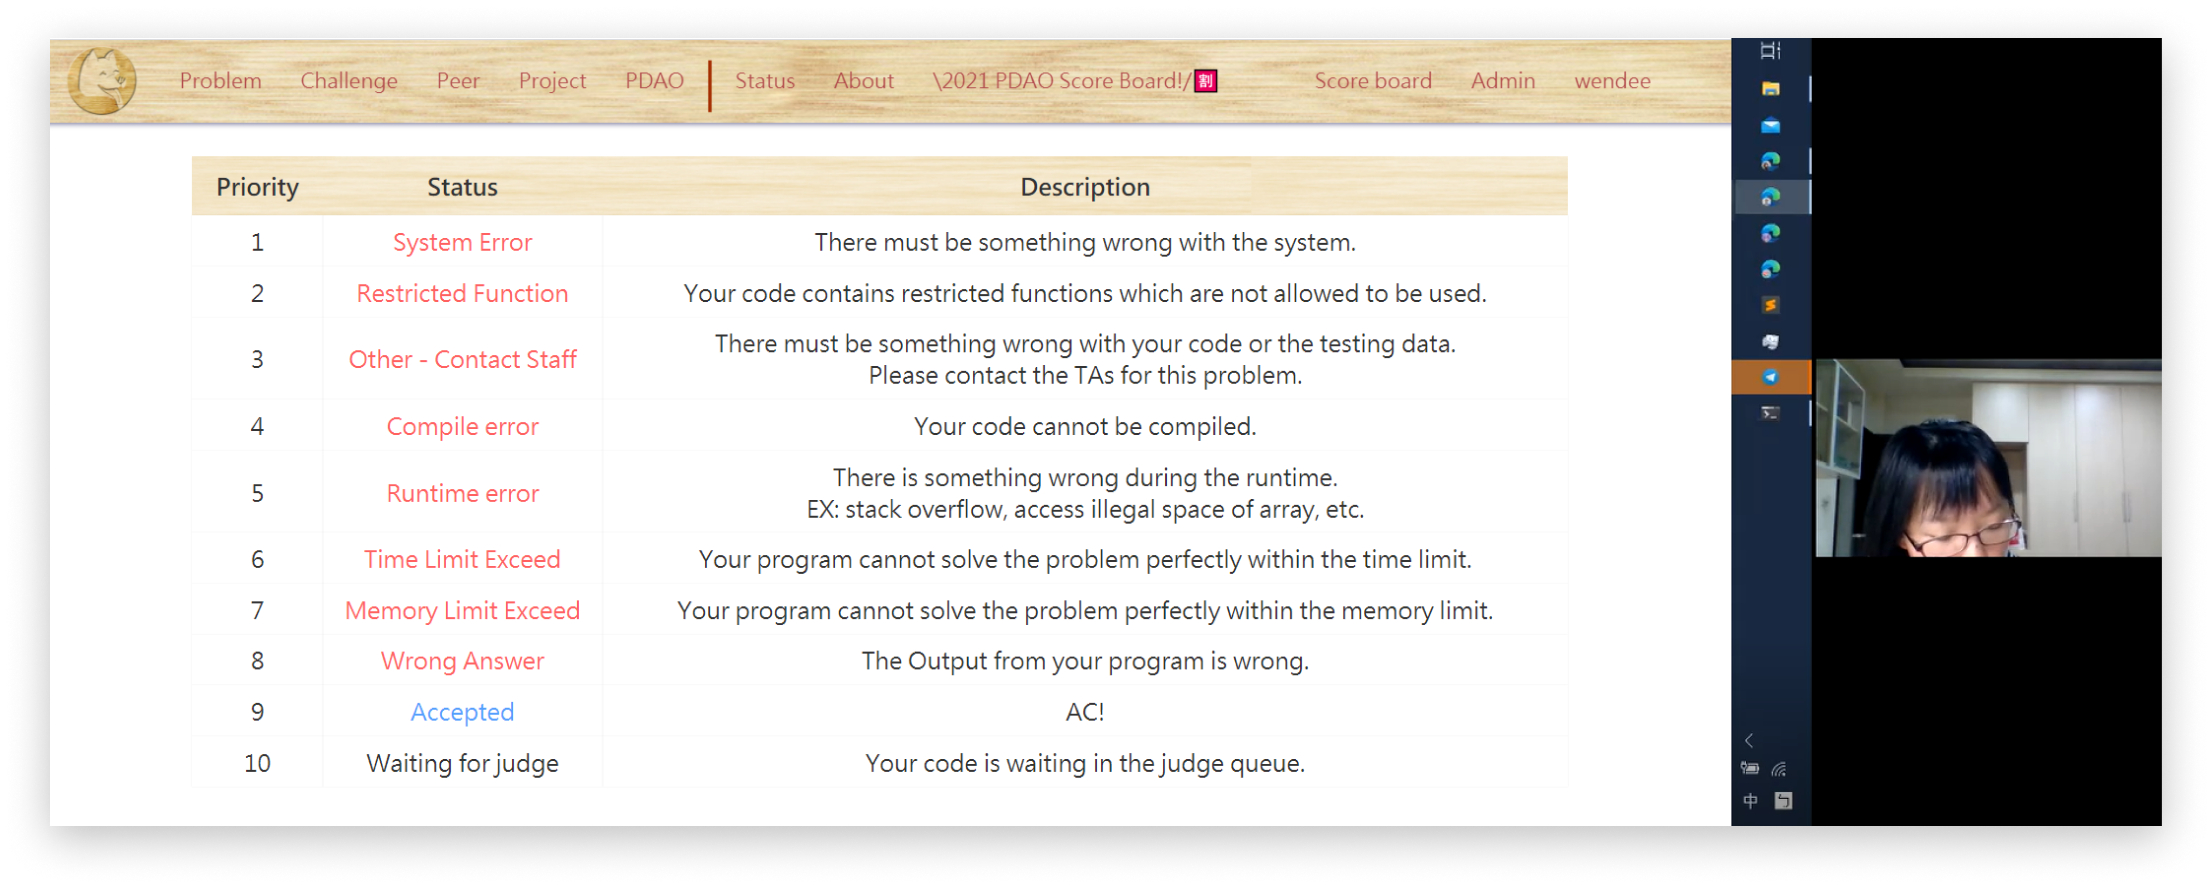 Problem Challenge Peer Project PDAO Status About \2021 PDAO Score Board!/🈹 Score board Admin wendee
Priority Status Description
1 System Error There must be something wrong with the system.
2 Restricted Function Your code contains restricted functions which are not allowed to be used.
3 Other - Contact Staff There must be something wrong with your code or the testing data.
Please contact the TAs for this problem.
4 Compile error Your code cannot be compiled.
5 Runtime error There is something wrong during the runtime.
EX: stack overflow, access illegal space of array, etc.
6 Time Limit Exceed Your program cannot solve the problem perfectly within the time limit.
7 Memory Limit Exceed Your program cannot solve the problem perfectly within the memory limit.
8 Wrong Answer The Output from your program is wrong.
9 Accepted AC!
10 Waiting for judge Your code is waiting in the judge queue.
中 ㄅ